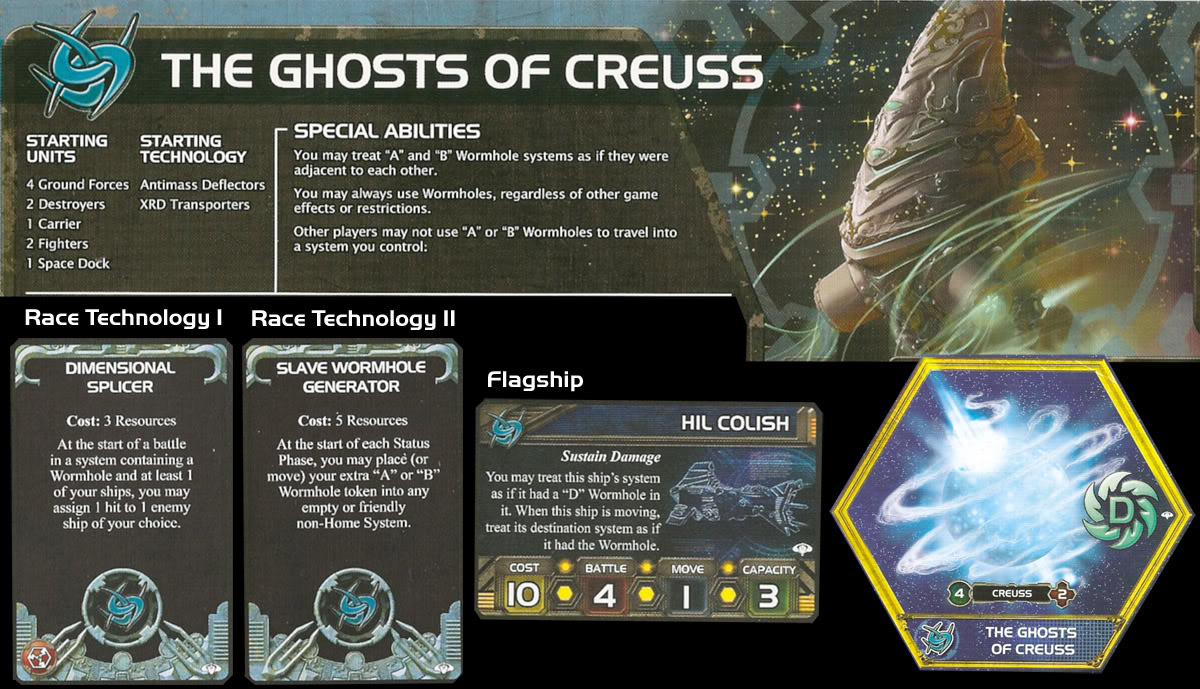 THE GHOSTS OF CREUSS
STARTING
UNITS
4 Ground Forces
2 Destroyers
1 Carrier
2 Fighters
1 Space Dock
STARTING
TECHNOLOGY
Antimass Deflectors
XRD Transporters
SPECIAL ABILITIES
You may treat “A” and “B” Wormhole systems as if they were
adjacent to each other.
You may always use Wormholes, regardless of other game
effects or restrictions.
Other players may not use “A” or “B” Wormholes to travel into
a system you control:
Race Technology I
DIMENSIONAL
SPLICER
Cost: 3 Resources
At the start of a battle
in a system containing a
Wormhole and at least 1
of your ships, you may
assign 1 hit to 1 enemy
ship of your choice.
Race Technology II
SLAVE WORMHOLE
GENERATOR
Cost: 5 Resources
At the start of each Status
Phase, you may place (or
move) your extra “A” or “B”
Wormhole token into any
empty or friendly
non-Home System.
Flagship
HIL COLISH
Sustain Damage
You may treat this ship’s system
as if it had a “D” Wormhole in
it. When this ship is moving,
treat its destination system as if
it had the Wormhole.
COST BATTLE MOVE CAPACITY
10 4 1 3
D
4 CREUSS 2
THE GHOSTS
OF CREUSS